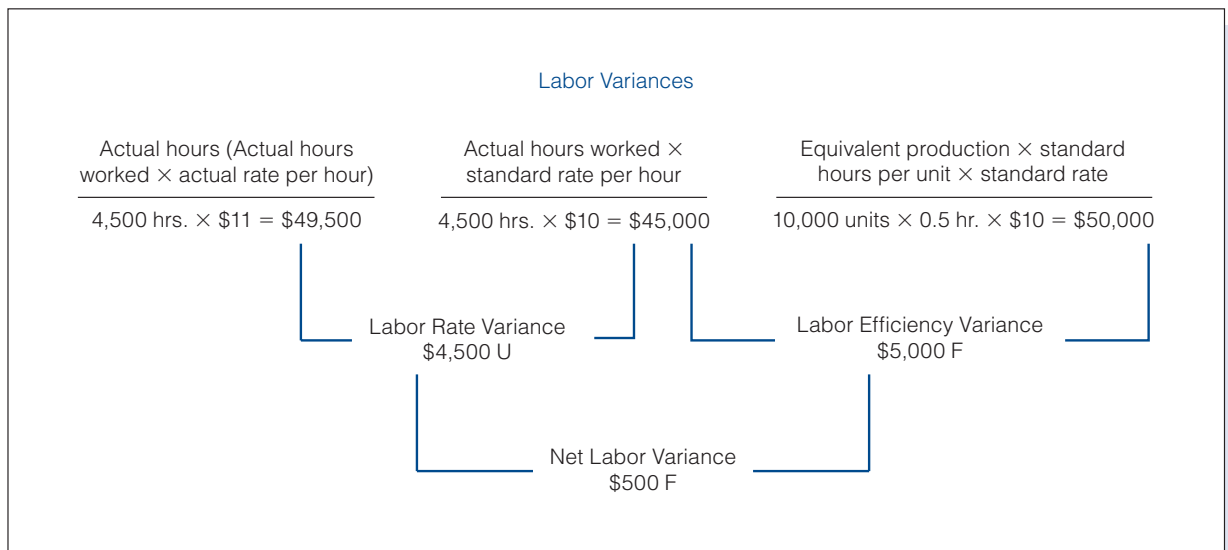 Labor Variances
Actual hours (Actual hours
worked × actual rate per hour)
4,500 hrs. × $11 = $49,500
Actual hours worked ×
standard rate per hour
4,500 hrs. × $10 = $45,000
Equivalent production × standard
hours per unit × standard rate
10,000 units × 0.5 hr. × $10 = $50,000
Labor Rate Variance
$4,500 U
Labor Efficiency Variance
$5,000 F
Net Labor Variance
$500 F